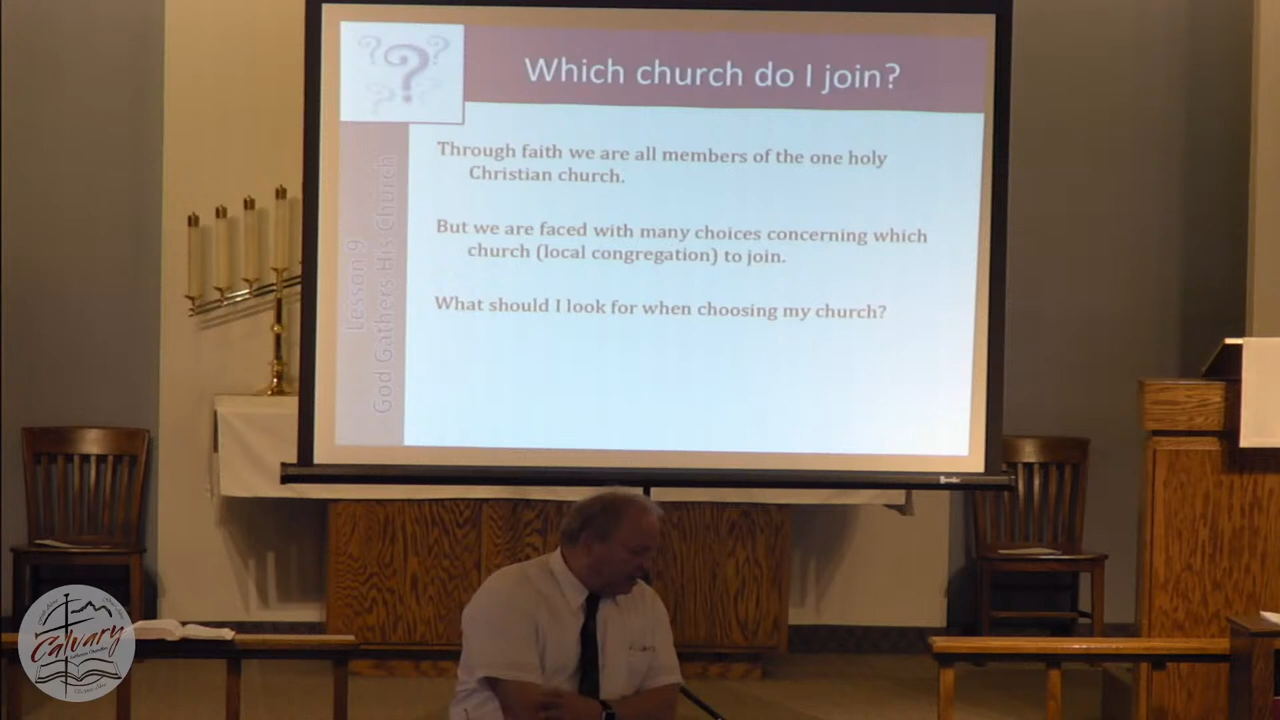 Which church do I join?
Through faith we are all members of the one holy
Christian church.
But we are faced with many choices concerning which
church (local congregation) to join.
What should I look for when choosing my church?
Lesson 9
God Gathers His Church
Calvary